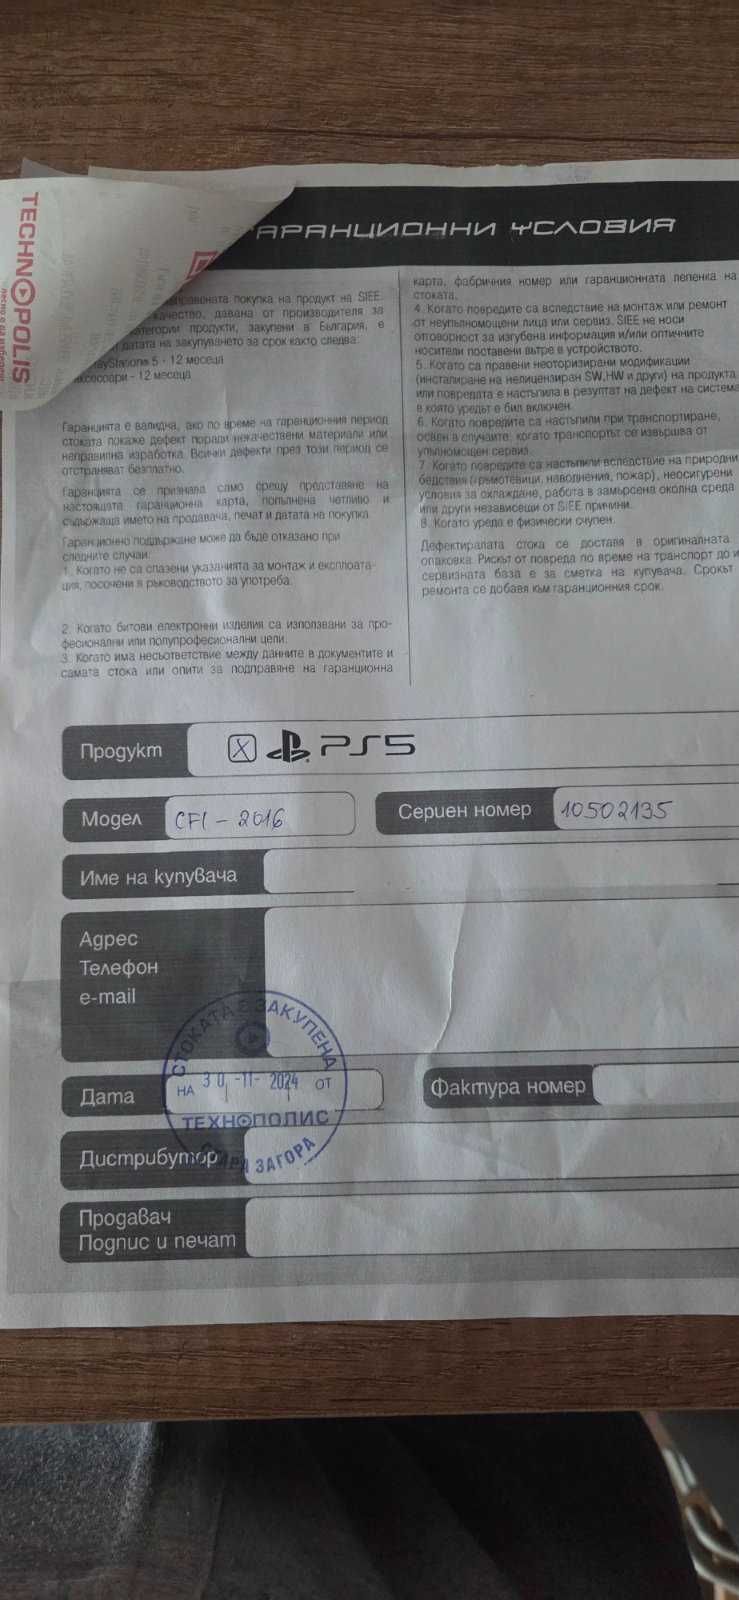 TECHNOPOLIS
ГАРАНЦИОННИ УСЛОВИЯ
покупка на продукт на SIEE.
качество, давана от производителя за
категории продукти, закупени в България, е
датата на закупуването за срок както следва:
PlayStation® 5 - 12 месеца
Аксесоари - 12 месеца
Гаранцията е валидна, ако по време на гаранционния период
стоката покаже дефект поради некачествени материали или
неправилна изработка. Всички дефекти през този период се
отстраняват безплатно.
Гаранцията се признава само срещу представяне на
настоящата гаранционна карта, попълнена четливо и
съдържаща името на продавача, печат и датата на покупка.
Гаранционно поддържане може да бъде отказано при
следните случаи:
1. Когато не са спазени указанията за монтаж и експлоата-
ция, посочени в ръководството за употреба.
2. Когато битови електронни изделия са използвани за про-
фесионални или полупрофесионални цели.
3. Когато има несъответствие между данните в документите и
самата стока или опити за подправяне на гаранционна
карта, фабричния номер или гаранционната лепенка на
стоката.
4. Когато повредите са вследствие на монтаж или ремонт
от неупълномощени лица или сервиз. SIEE не носи
отговорност за изгубена информация и/или оптичните
носители поставени вътре в устройството.
5. Когато са правени неоторизирани модификации
(инсталиране на нелицензиран SW,HW и други) на продукта
или повредата е настъпила в резултат на дефект на система
в която уредът е бил включен.
6. Когато повредите са настъпили при транспортиране,
освен в случаите, когато транспортът се извършва от
упълномощен сервиз.
7. Когато повредите са настъпили вследствие на природни
бедствия (гръмотевици, наводнения, пожар), неосигурени
условия за охлаждане, работа в замърсена околна среда
или други независещи от SIEE причини.
8. Когато уреда е физически счупен.
Дефектиралата стока се доставя в оригиналната
опаковка. Рискът от повреда по време на транспорт до и
сервизната база е за сметка на купувача. Срокът
ремонта се добавя към гаранционния срок.
Продукт X PS5
Модел CFI - 2016 Сериен номер 10502135
Име на купувача
Адрес
Телефон
e-mail
СТОКАТА Е ЗАКУПЕНА
Дата НА 30 -11- 2024 ОТ Фактура номер
ТЕХНОПОЛИС
СТАРА ЗАГОРА
Дистрибутор
Продавач
Подпис и печат